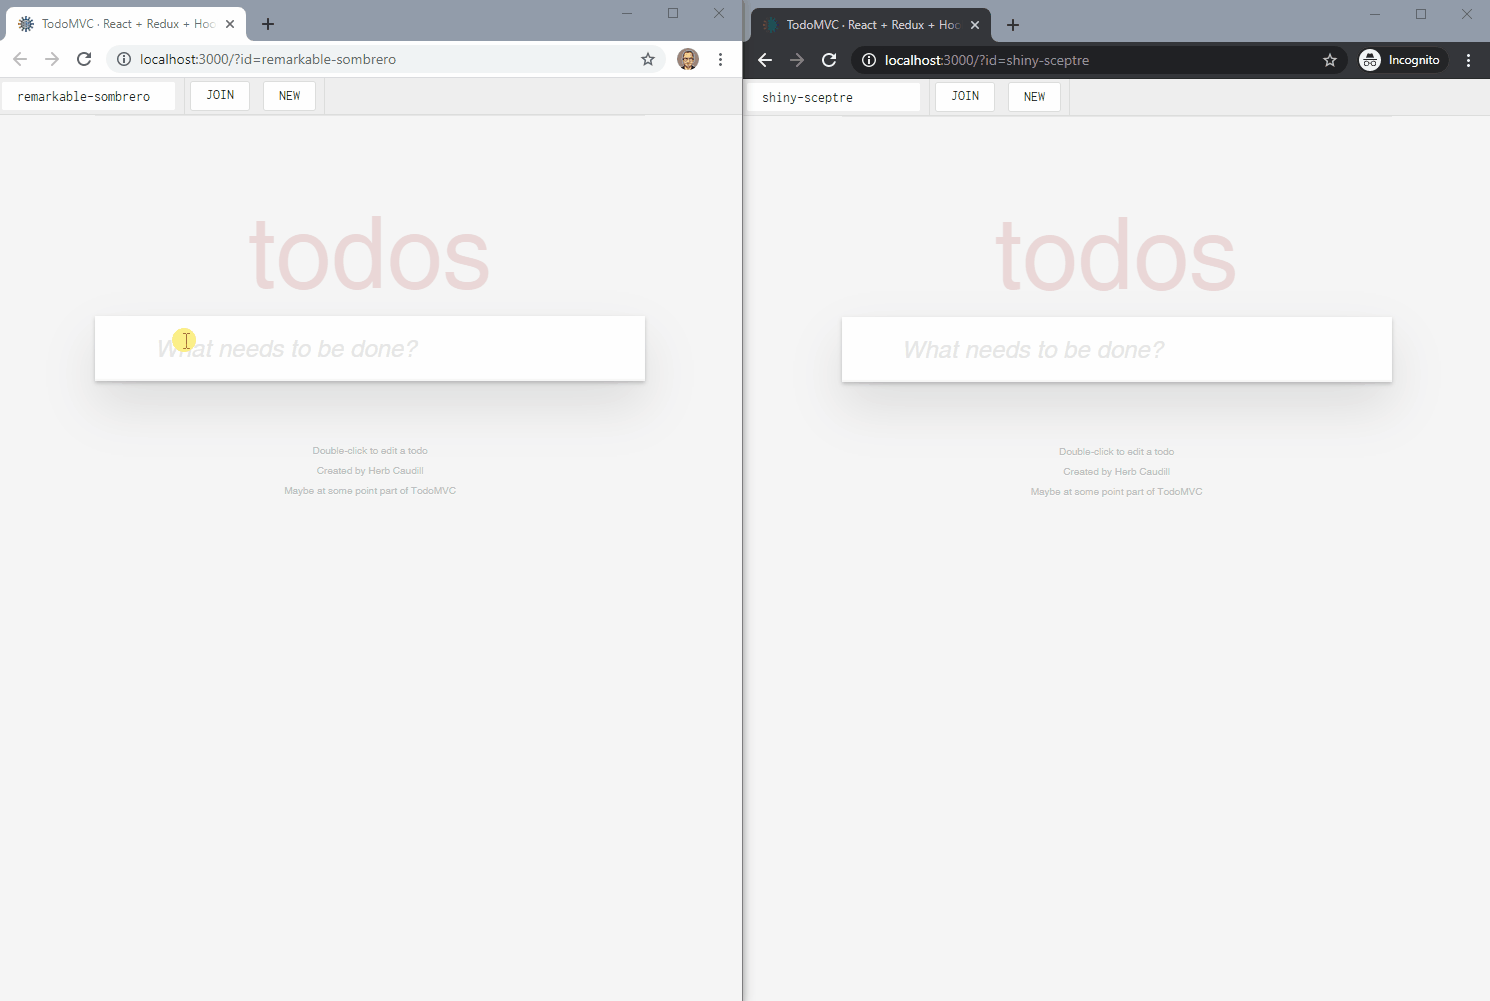 TodoMVC · React + Redux + Hoo
localhost:3000/?id=remarkable-sombrero
remarkable-sombrero JOIN NEW
todos
What needs to be done?
Double-click to edit a todo
Created by Herb Caudill
Maybe at some point part of TodoMVC
TodoMVC · React + Redux + Hoo
localhost:3000/?id=shiny-sceptre Incognito
shiny-sceptre JOIN NEW
todos
What needs to be done?
Double-click to edit a todo
Created by Herb Caudill
Maybe at some point part of TodoMVC